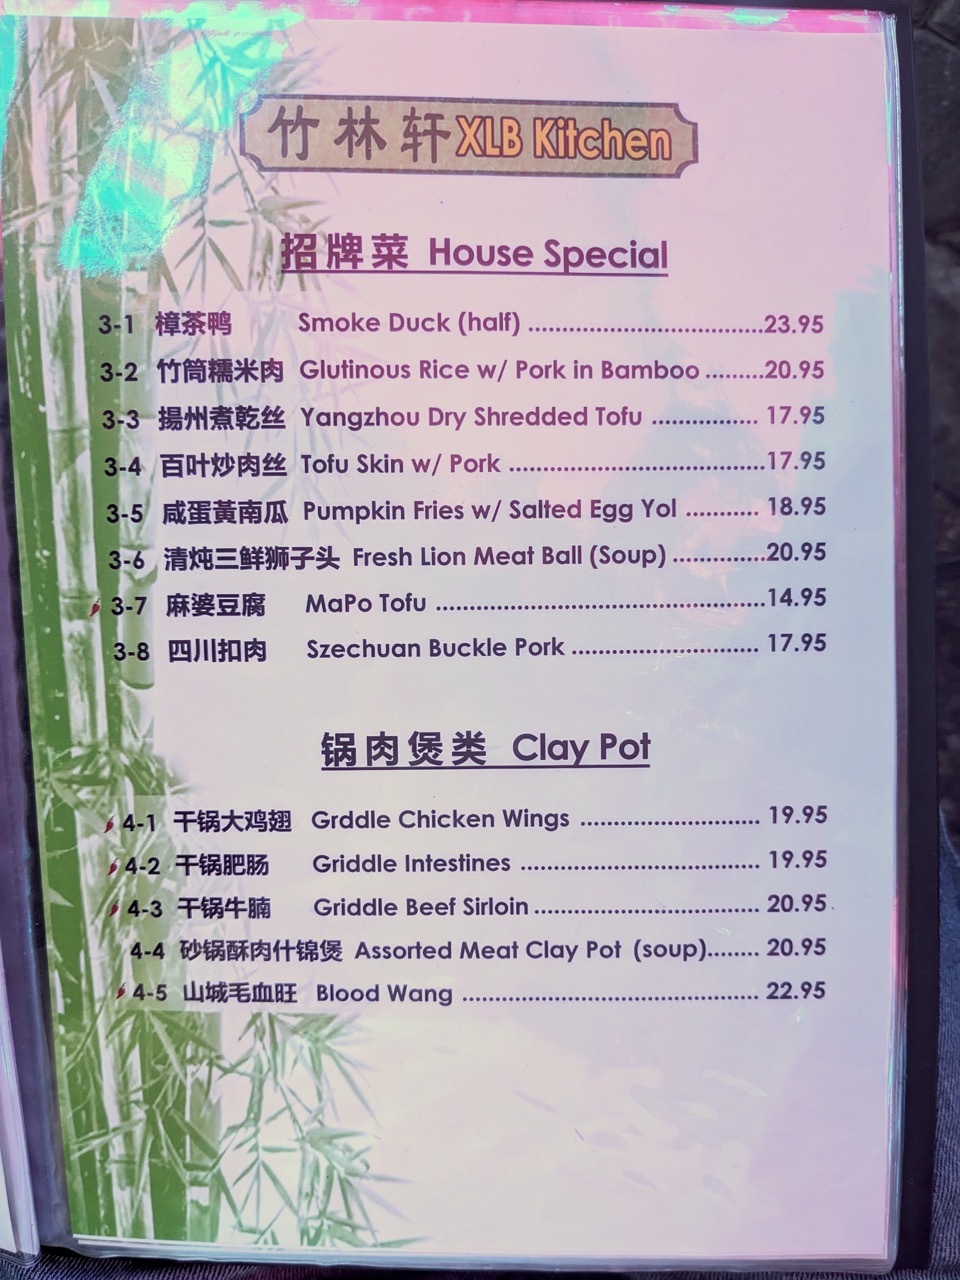 竹林轩 XLB Kitchen
招牌菜 House Special
3-1 樟茶鸭 Smoke Duck (half) ..................................23.95
3-2 竹筒糯米肉 Glutinous Rice w/ Pork in Bamboo .........20.95
3-3 揚州煮乾丝 Yangzhou Dry Shredded Tofu ................ 17.95
3-4 百叶炒肉丝 Tofu Skin w/ Pork ......................................17.95
3-5 咸蛋黃南瓜 Pumpkin Fries w/ Salted Egg Yol ........... 18.95
3-6 清炖三鲜狮子头 Fresh Lion Meat Ball (Soup) ..............20.95
3-7 麻婆豆腐 MaPo Tofu .................................................14.95
3-8 四川扣肉 Szechuan Buckle Pork ............................ 17.95
锅肉煲类 Clay Pot
4-1 干锅大鸡翅 Grddle Chicken Wings ........................... 19.95
4-2 干锅肥肠 Griddle Intestines .................................... 19.95
4-3 干锅牛腩 Griddle Beef Sirloin .................................. 20.95
4-4 砂锅酥肉什锦煲 Assorted Meat Clay Pot (soup)........ 20.95
4-5 山城毛血旺 Blood Wang ............................................. 22.95